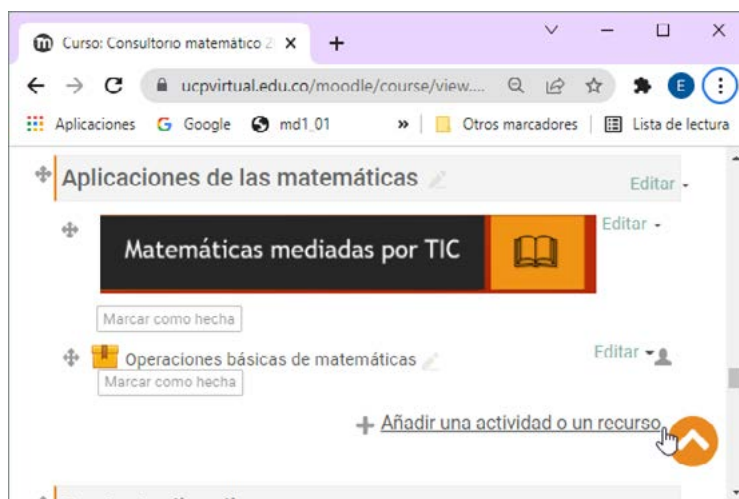 Curso: Consultorio matemático 2
ucpvirtual.edu.co/moodle/course/view....
E
Aplicaciones
G Google
md1_01
»
Otros marcadores
Lista de lectura
Aplicaciones de las matemáticas
Editar
Matemáticas mediadas por TIC
Editar
Marcar como hecha
Operaciones básicas de matemáticas
Editar
Marcar como hecha
Añadir una actividad o un recurso